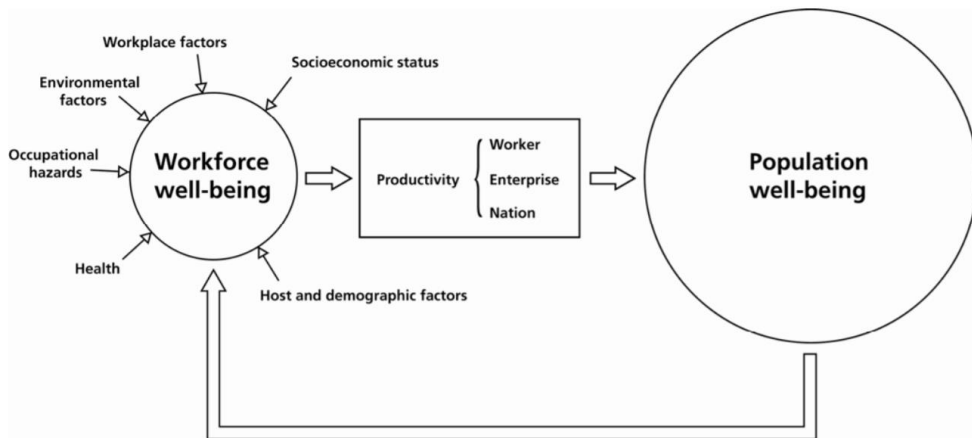 Workplace factors
Socioeconomic status
Environmental
factors
Occupational
hazards
Health
Host and demographic factors
Workforce
well-being
Productivity
Worker
Enterprise
Nation
Population
well-being